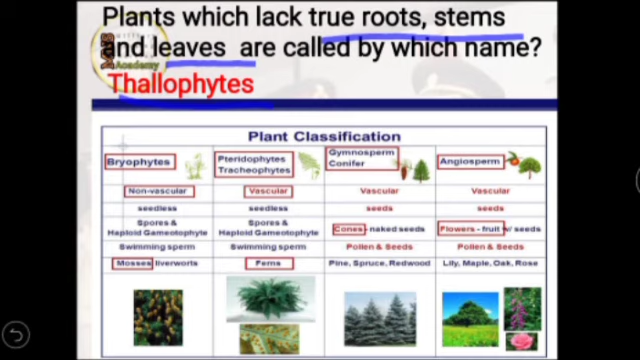 Plants which lack true roots, stems
and leaves are called by which name?
Academy
Thallophytes
Plant Classification
Bryophytes
Pteridophytes
Tracheophytes
Gymnosperm
Conifer
Angiosperm
Non-vascular Vascular Vascular Vascular
seedless seedless seeds seeds
Spores &
Haploid Gameotophyte
Spores &
Haploid Gameotophyte
Cones - naked seeds
Flowers - fruit w/ seeds
Swimming sperm Swimming sperm Pollen & Seeds Pollen & Seeds
Mosses liverworts Ferns Pine, Spruce, Redwood Lily, Maple, Oak, Rose